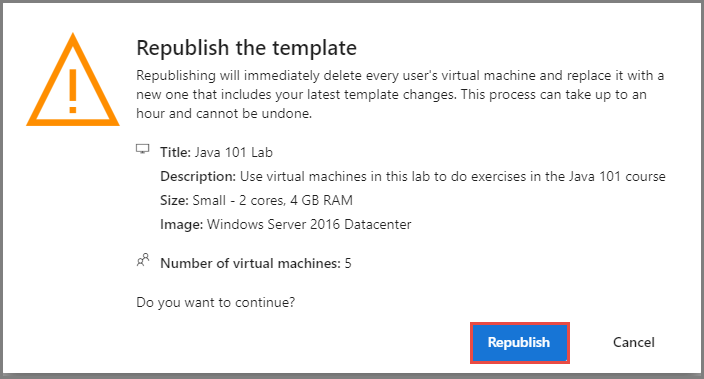 Republish the template
Republishing will immediately delete every user's virtual machine and replace it with a
new one that includes your latest template changes. This process can take up to an
hour and cannot be undone.
Title: Java 101 Lab
Description: Use virtual machines in this lab to do exercises in the Java 101 course
Size: Small - 2 cores, 4 GB RAM
Image: Windows Server 2016 Datacenter
Number of virtual machines: 5
Do you want to continue?
Republish Cancel